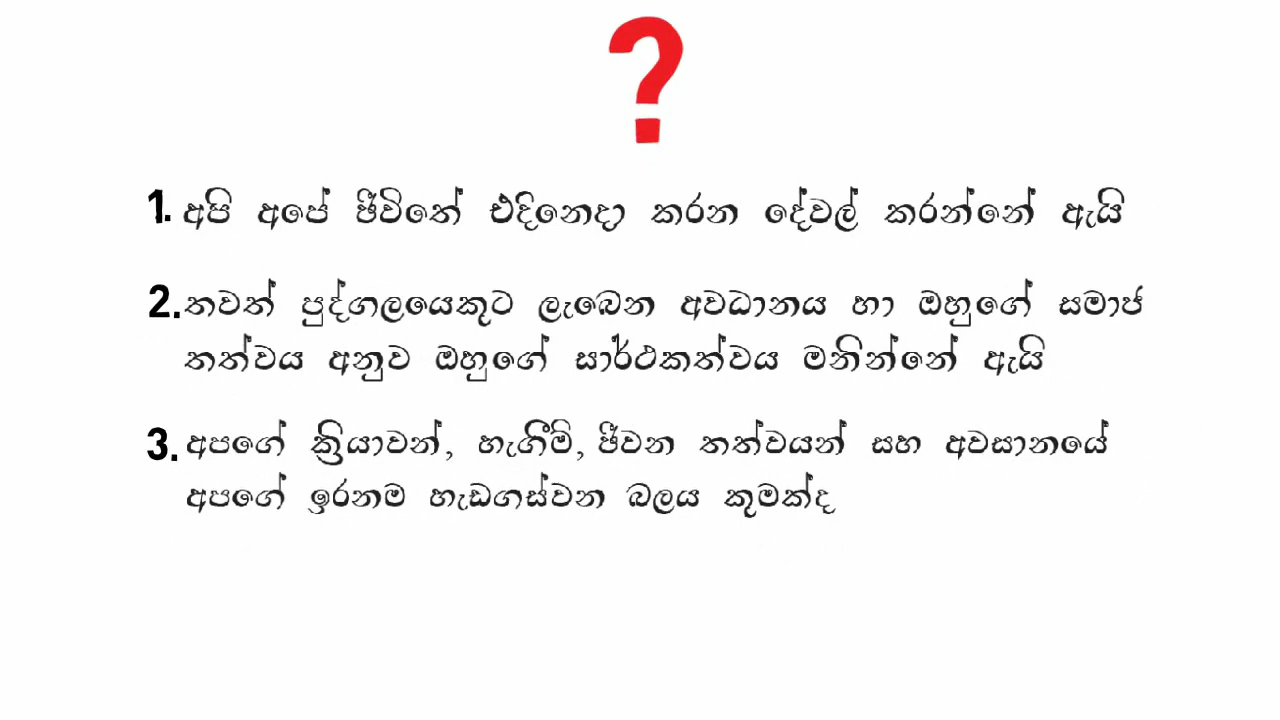 ?
1. අපි අපේ ජීවිතේ එදිනෙදා කරන දේවල් කරන්නේ ඇයි
2. තවත් පුද්ගලයෙකුට ලැබෙන අවධානය හා ඔහුගේ සමාජ
තත්වය අනුව ඔහුගේ සාර්ථකත්වය මනින්නේ ඇයි
3. අපගේ ක්‍රියාවන්, හැගීම්, ජීවන තත්වයන් සහ අවසානයේ
අපගේ ඉරනම හැඩගස්වන බලය කුමක්ද